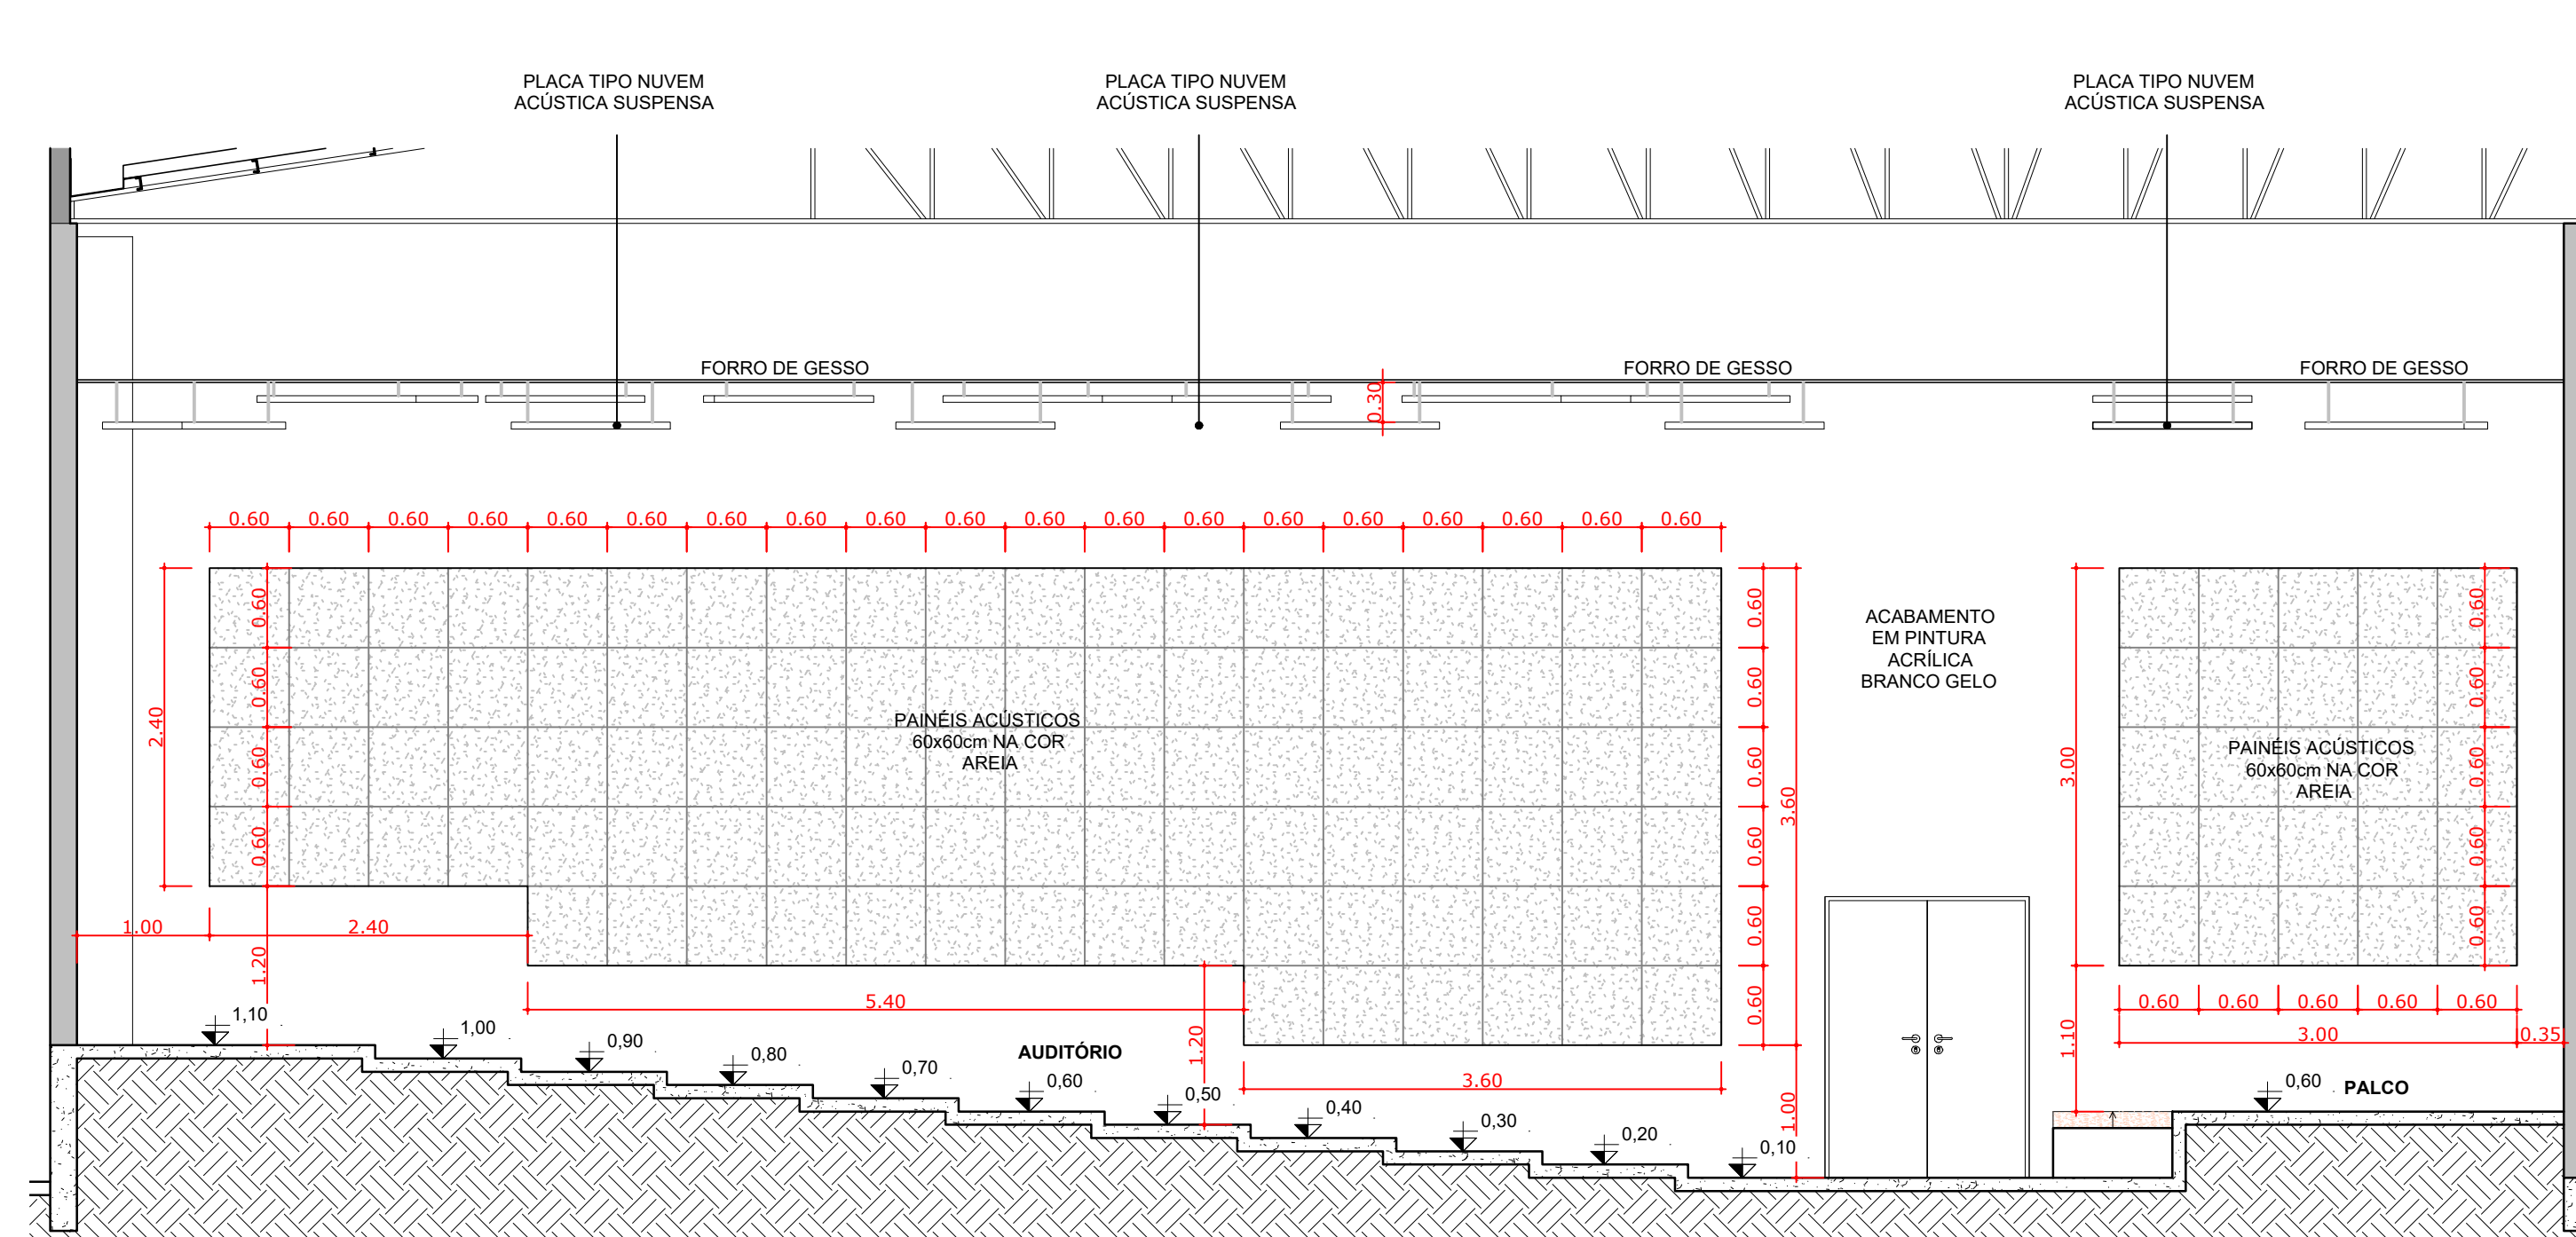 PLACA TIPO NUVEM
ACÚSTICA SUSPENSA
PLACA TIPO NUVEM
ACÚSTICA SUSPENSA
PLACA TIPO NUVEM
ACÚSTICA SUSPENSA
FORRO DE GESSO
FORRO DE GESSO
FORRO DE GESSO
0.30
0.60 0.60 0.60 0.60 0.60 0.60 0.60 0.60 0.60 0.60 0.60 0.60 0.60 0.60 0.60 0.60 0.60 0.60 0.60
2.40
0.60
0.60
0.60
0.60
1.20
PAINÉIS ACÚSTICOS
60x60cm NA COR
AREIA
0.60
0.60
0.60
0.60
0.60
0.60
3.60
1.00
ACABAMENTO
EM PINTURA
ACRÍLICA
BRANCO GELO
3.00
1.10
PAINÉIS ACÚSTICOS
60x60cm NA COR
AREIA
0.60
0.60
0.60
0.60
0.60
1.00 2.40
5.40
1.20
3.60
0.60 0.60 0.60 0.60 0.60
3.00 0.35
AUDITÓRIO
PALCO
1,10
1,00
0,90
0,80
0,70
0,60
0,50
0,40
0,30
0,20
0,10
0,60